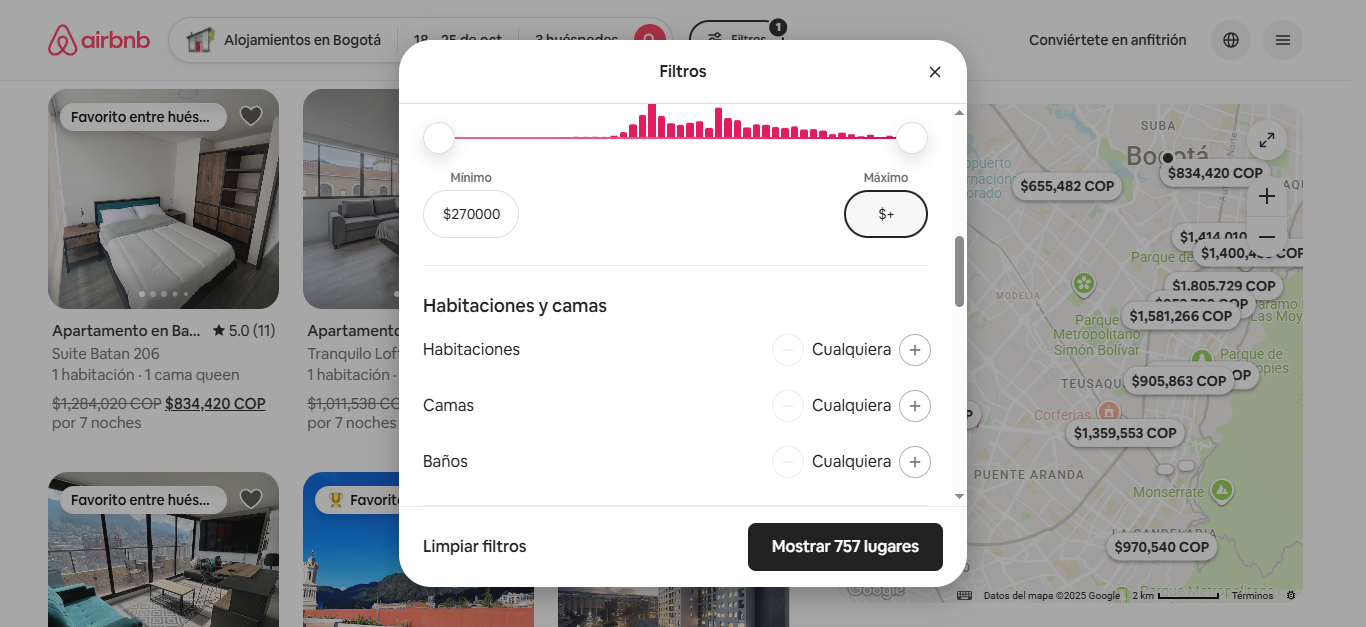 airbnb
Alojamientos en Bogotá
18 – 25 de oct.
3 huéspedes
Filtros
1
Conviértete en anfitrión
Filtros
Mínimo
$270000
Máximo
$+
Habitaciones y camas
Habitaciones
Cualquiera
Camas
Cualquiera
Baños
Cualquiera
Limpiar filtros
Mostrar 757 lugares
Favorito entre hués...
Apartamento en Ba...
5.0 (11)
Suite Batan 206
1 habitación · 1 cama queen
$1,284,020 COP $834,420 COP
por 7 noches
Tranquilo Lof
1 habitación ·
$1,011,538 CO
por 7 noches
Favorito entre hués...
Favorito
SUBA
Bogotá
$834,420 COP
$655,482 COP
$1,414,010
$1,400,4
COP
Parque de
$1,805,729 COP
MODELIA
$1,581,266 COP
Parque
Metropolitano
Simón Bolívar
Parque de
TEUSAQU
$905,863 COP
OP
Corferias
$1,359,553 COP
PUENTE ARANDA
Monserrate
LA CANDELARIA
$970,540 COP
Parque Metropolitano
Google
Datos del mapa ©2025 Google
2 km
Términos